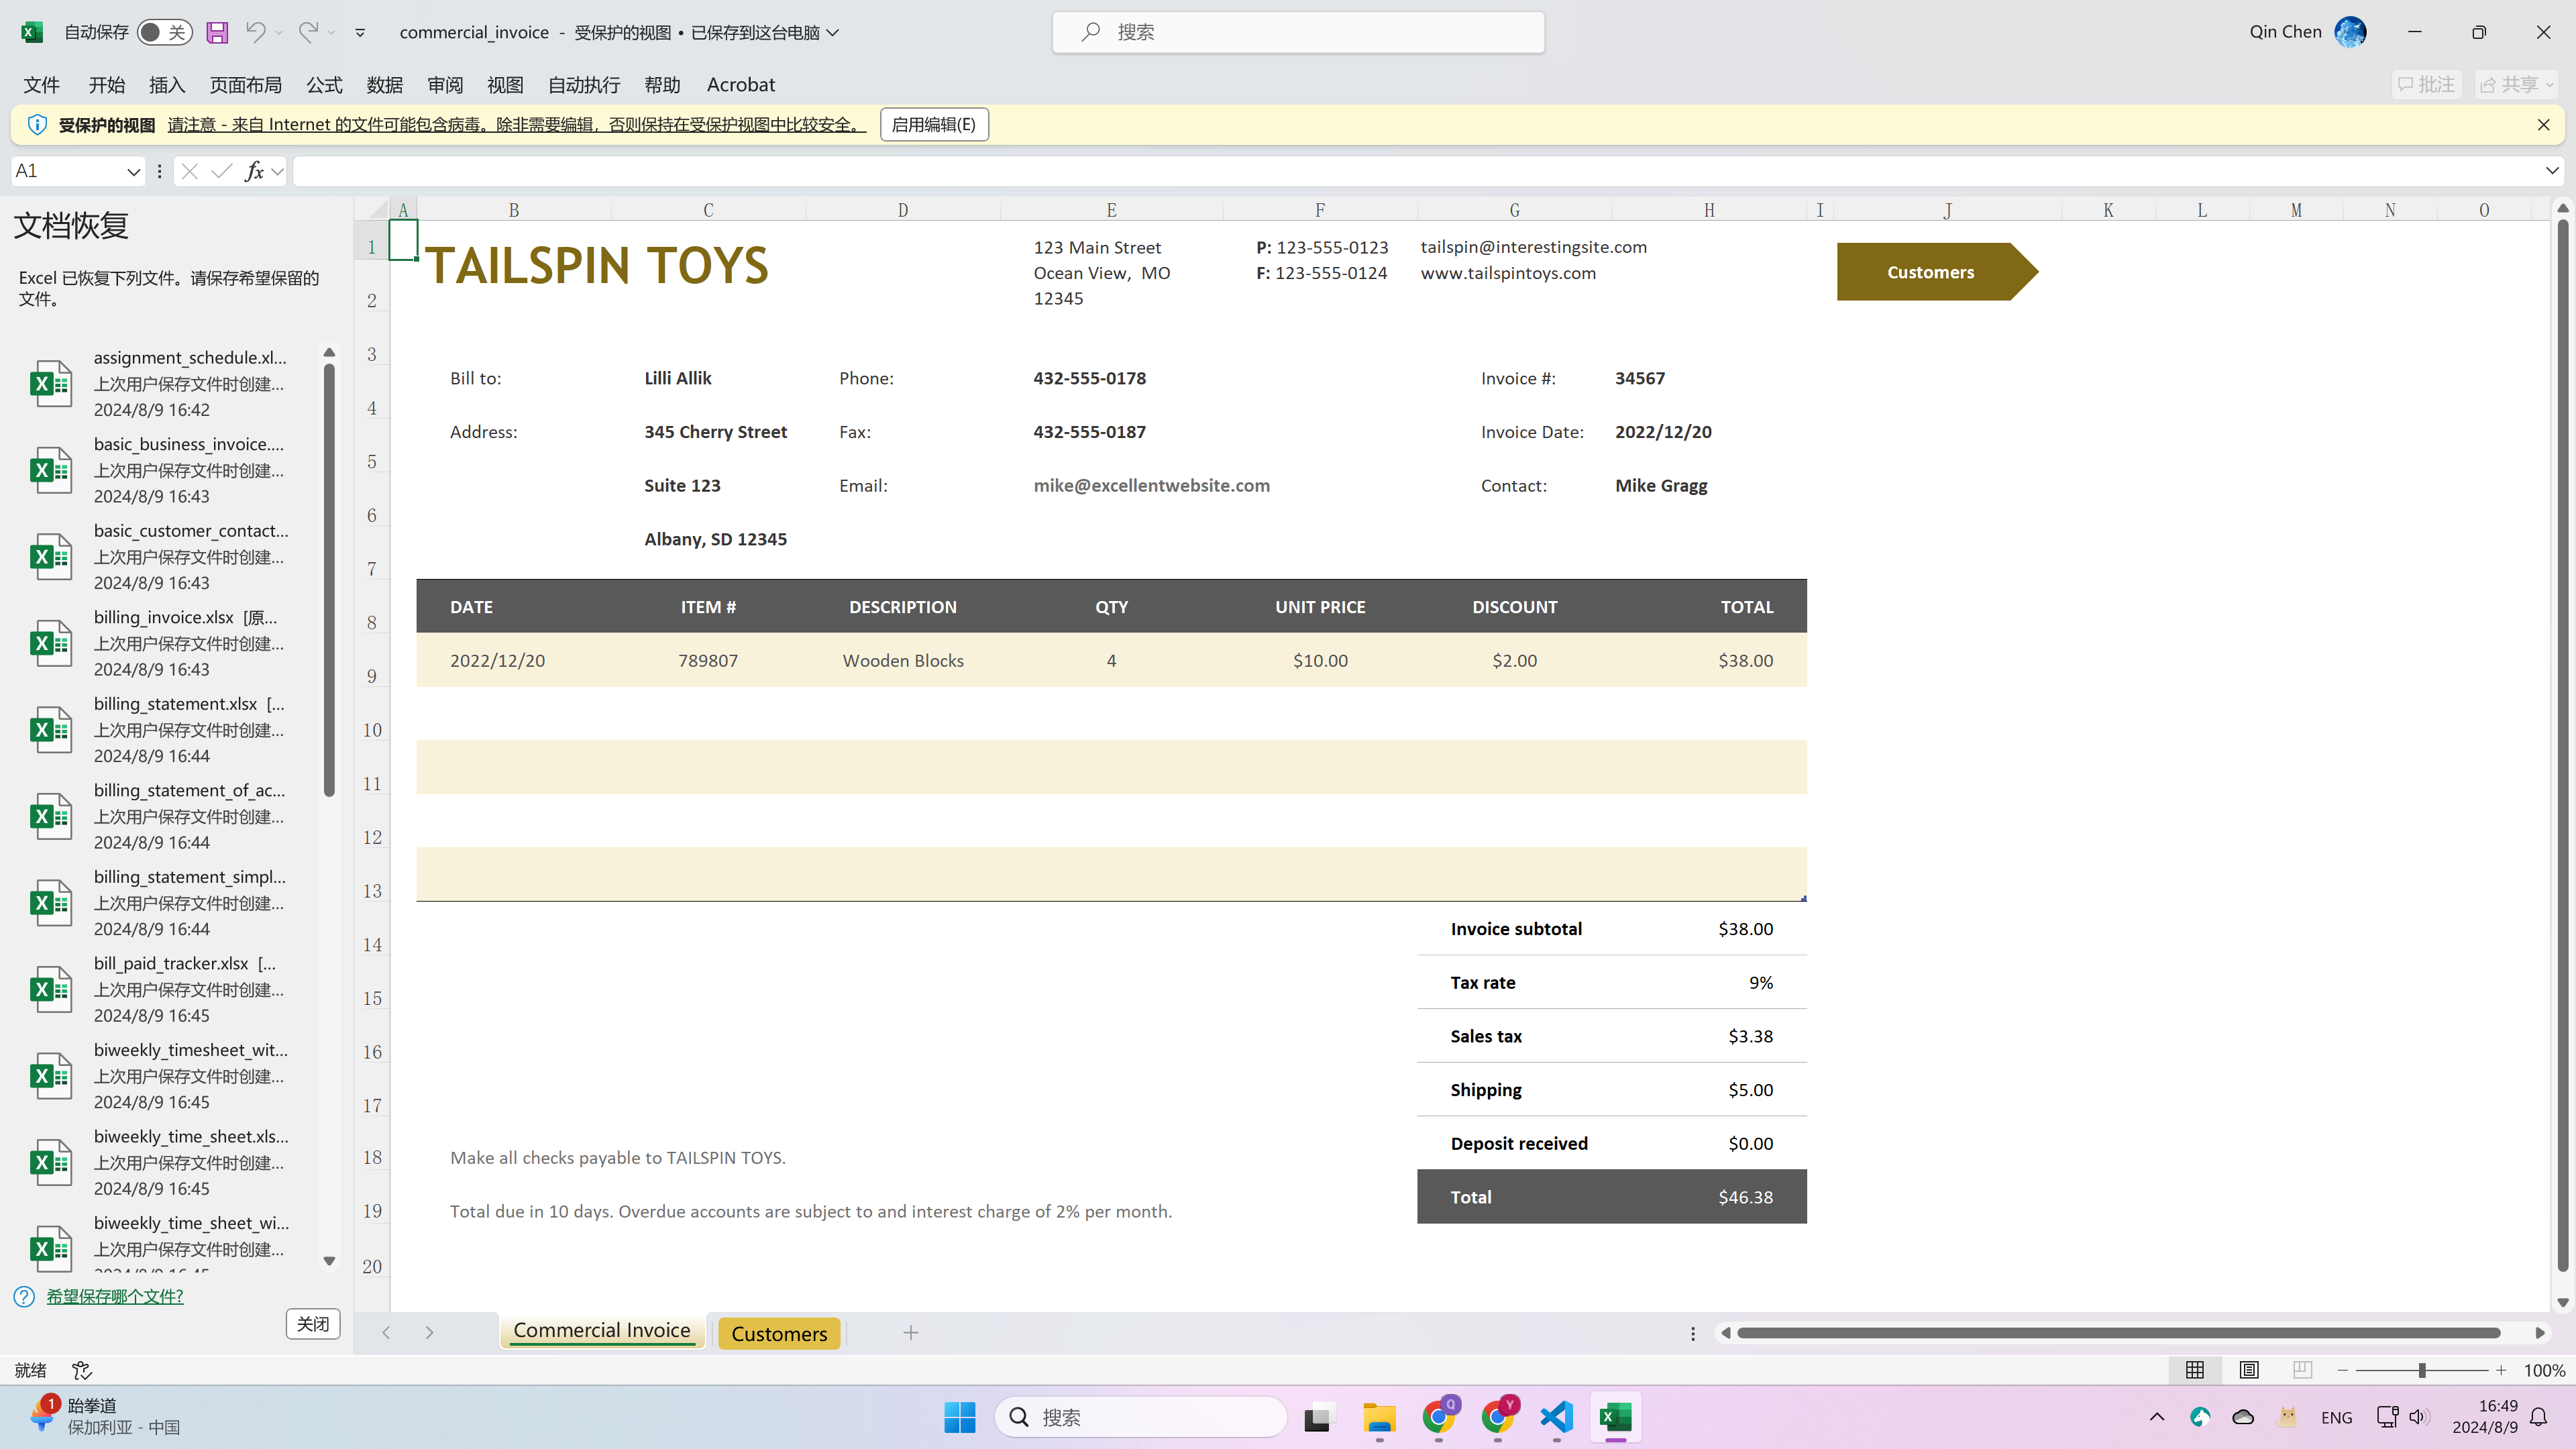 自动保存 关 commercial_invoice - 受保护的视图 • 已保存到这台电脑 搜索 Qin Chen
文件 开始 插入 页面布局 公式 数据 审阅 视图 自动执行 帮助 Acrobat 批注 共享
受保护的视图 请注意 - 来自 Internet 的文件可能包含病毒。除非需要编辑，否则保持在受保护视图中比较安全。 启用编辑(E)
A1 fx
文档恢复
Excel 已恢复下列文件。请保存希望保留的
文件。
assignment_schedule.xl...
上次用户保存文件时创建...
2024/8/9 16:42
basic_business_invoice....
上次用户保存文件时创建...
2024/8/9 16:43
basic_customer_contact...
上次用户保存文件时创建...
2024/8/9 16:43
billing_invoice.xlsx [原...
上次用户保存文件时创建...
2024/8/9 16:43
billing_statement.xlsx [...
上次用户保存文件时创建...
2024/8/9 16:44
billing_statement_of_ac...
上次用户保存文件时创建...
2024/8/9 16:44
billing_statement_simpl...
上次用户保存文件时创建...
2024/8/9 16:44
bill_paid_tracker.xlsx [...
上次用户保存文件时创建...
2024/8/9 16:45
biweekly_timesheet_wit...
上次用户保存文件时创建...
2024/8/9 16:45
biweekly_time_sheet.xls...
上次用户保存文件时创建...
2024/8/9 16:45
biweekly_time_sheet_wi...
上次用户保存文件时创建...
希望保存哪个文件?
关闭
A B C D E F G H I J K L M N O
1
2
3
4
5
6
7
8
9
10
11
12
13
14
15
16
17
18
19
20
TAILSPIN TOYS
123 Main Street
Ocean View, MO
12345
P: 123-555-0123
F: 123-555-0124
tailspin@interestingsite.com
www.tailspintoys.com
Customers
Bill to: Lilli Allik Phone: 432-555-0178 Invoice #: 34567
Address: 345 Cherry Street Fax: 432-555-0187 Invoice Date: 2022/12/20
Suite 123 Email: mike@excellentwebsite.com Contact: Mike Gragg
Albany, SD 12345
DATE ITEM # DESCRIPTION QTY UNIT PRICE DISCOUNT TOTAL
2022/12/20 789807 Wooden Blocks 4 $10.00 $2.00 $38.00
Invoice subtotal $38.00
Tax rate 9%
Sales tax $3.38
Shipping $5.00
Deposit received $0.00
Make all checks payable to TAILSPIN TOYS.
Total $46.38
Total due in 10 days. Overdue accounts are subject to and interest charge of 2% per month.
Commercial Invoice Customers
就绪 100%
1 跆拳道
保加利亚 - 中国
搜索
Q Y
ENG
16:49
2024/8/9